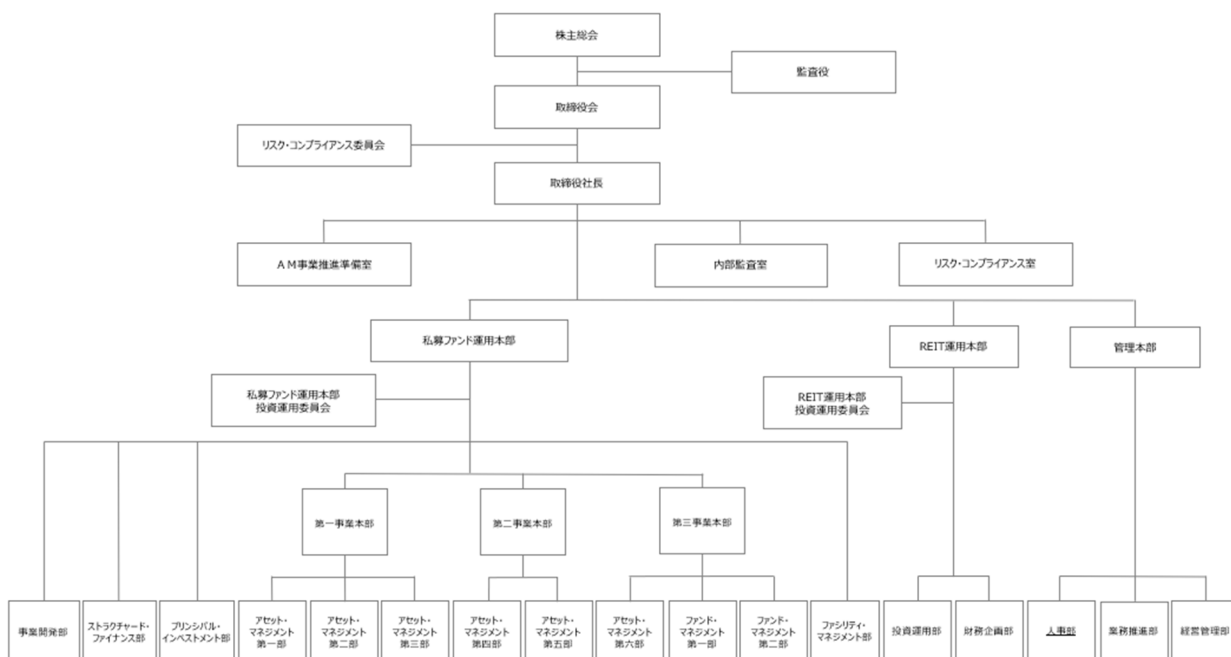 株主総会
監査役
取締役会
リスク・コンプライアンス委員会
取締役社長
ＡＭ事業推進準備室
内部監査室
リスク・コンプライアンス室
私募ファンド運用本部
REIT運用本部
管理本部
私募ファンド運用本部
投資運用委員会
REIT運用本部
投資運用委員会
第一事業本部
第二事業本部
第三事業本部
事業開発部
ストラクチャード・
ファイナンス部
プリンシパル・
インベストメント部
アセット・
マネジメント
第一部
アセット・
マネジメント
第二部
アセット・
マネジメント
第三部
アセット・
マネジメント
第四部
アセット・
マネジメント
第五部
アセット・
マネジメント
第六部
ファンド・
マネジメント
第一部
ファンド・
マネジメント
第二部
ファシリティ・
マネジメント部
投資運用部
財務企画部
人事部
業務推進部
経営管理部